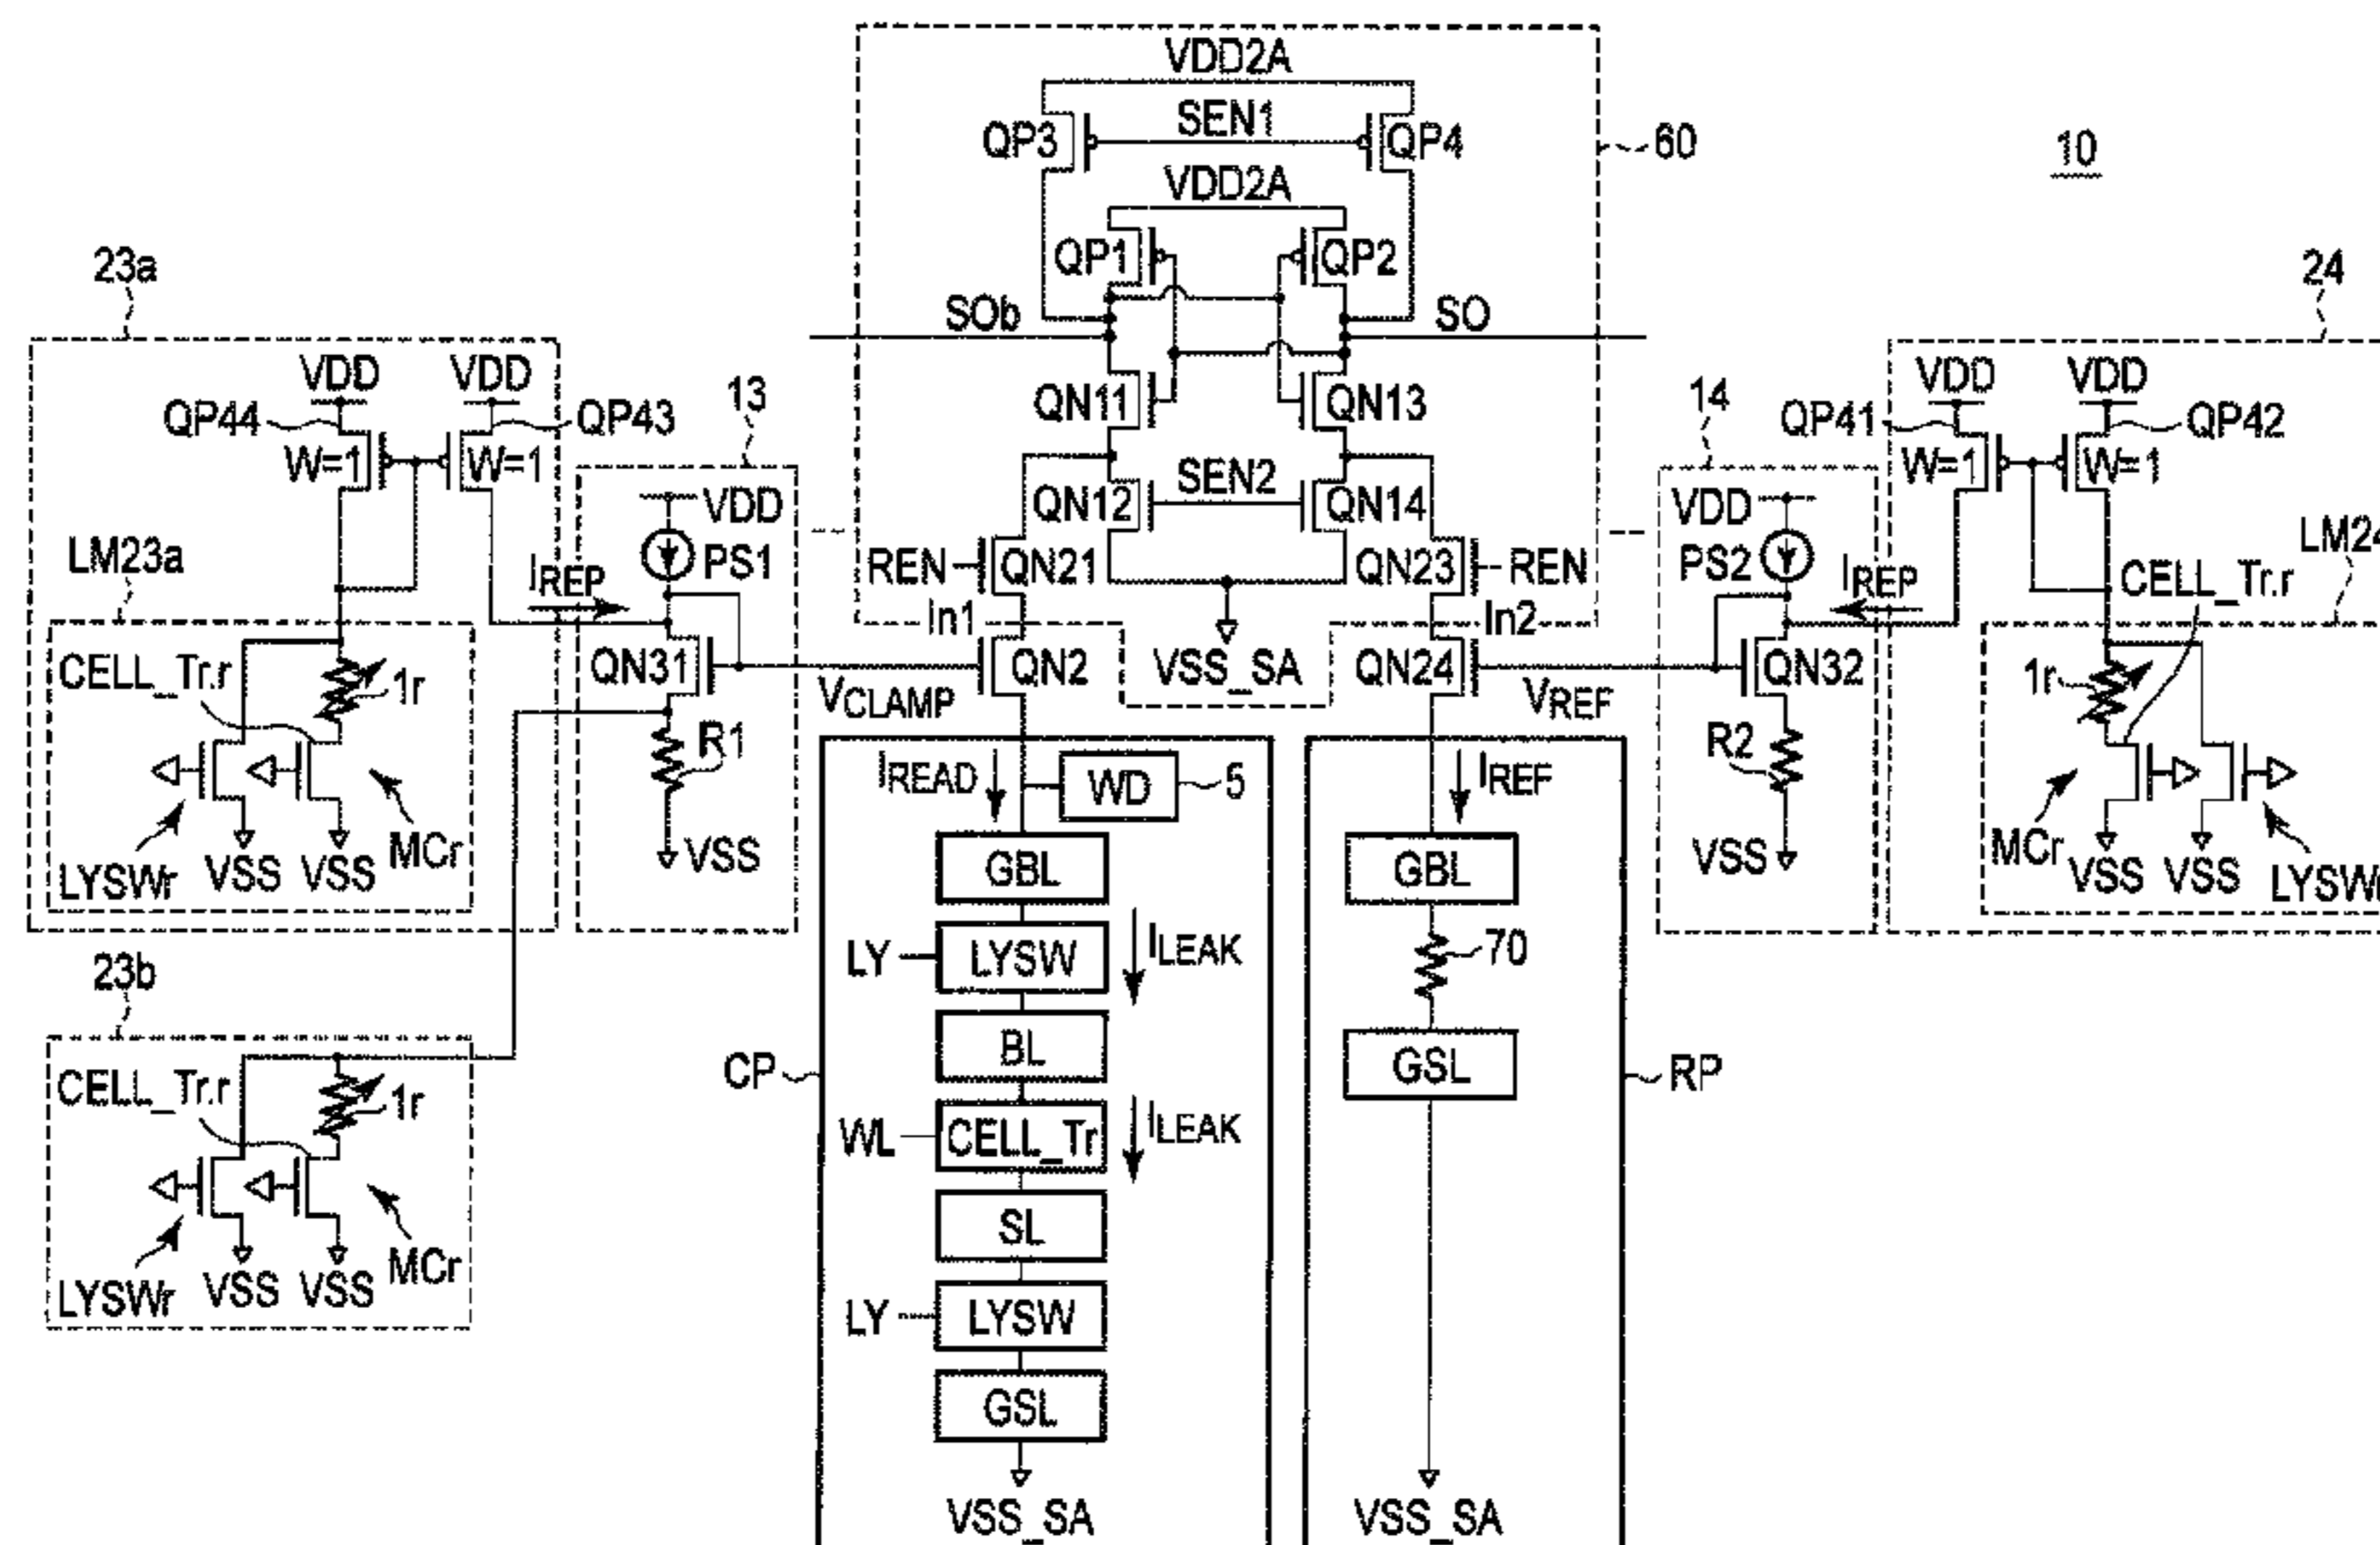 VDD2A
QP3
SEN1
QP4
60
10
VDD2A
QP1
QP2
23a
24
SOb
SO
VDD
VDD
13
14
VDD
VDD
QP44
QP43
QN11
QN13
QP41
QP42
W=1
W=1
W=1
W=1
QN12
SEN2
QN14
VDD
PS1
VDD
PS2
LM23a
IREP
REN
QN21
QN23
REN
IREP
CELL_Tr.r
In1
In2
CELL_Tr.r
1r
QN31
QN2
VSS_SA
QN24
QN32
1r
VCLAMP
VREF
R1
R2
IREAD
WD
5
IREF
VSS
VSS
LYSWr
VSS
VSS
MCr
GBL
GBL
MCr
VSS
VSS
23b
LY
LYSW
ILEAK
70
BL
CP
GSL
RP
CELL_Tr.r
1r
WL
CELL_Tr
ILEAK
SL
LYSWr
VSS
VSS
MCr
LY
LYSW
GSL
VSS_SA
VSS_SA